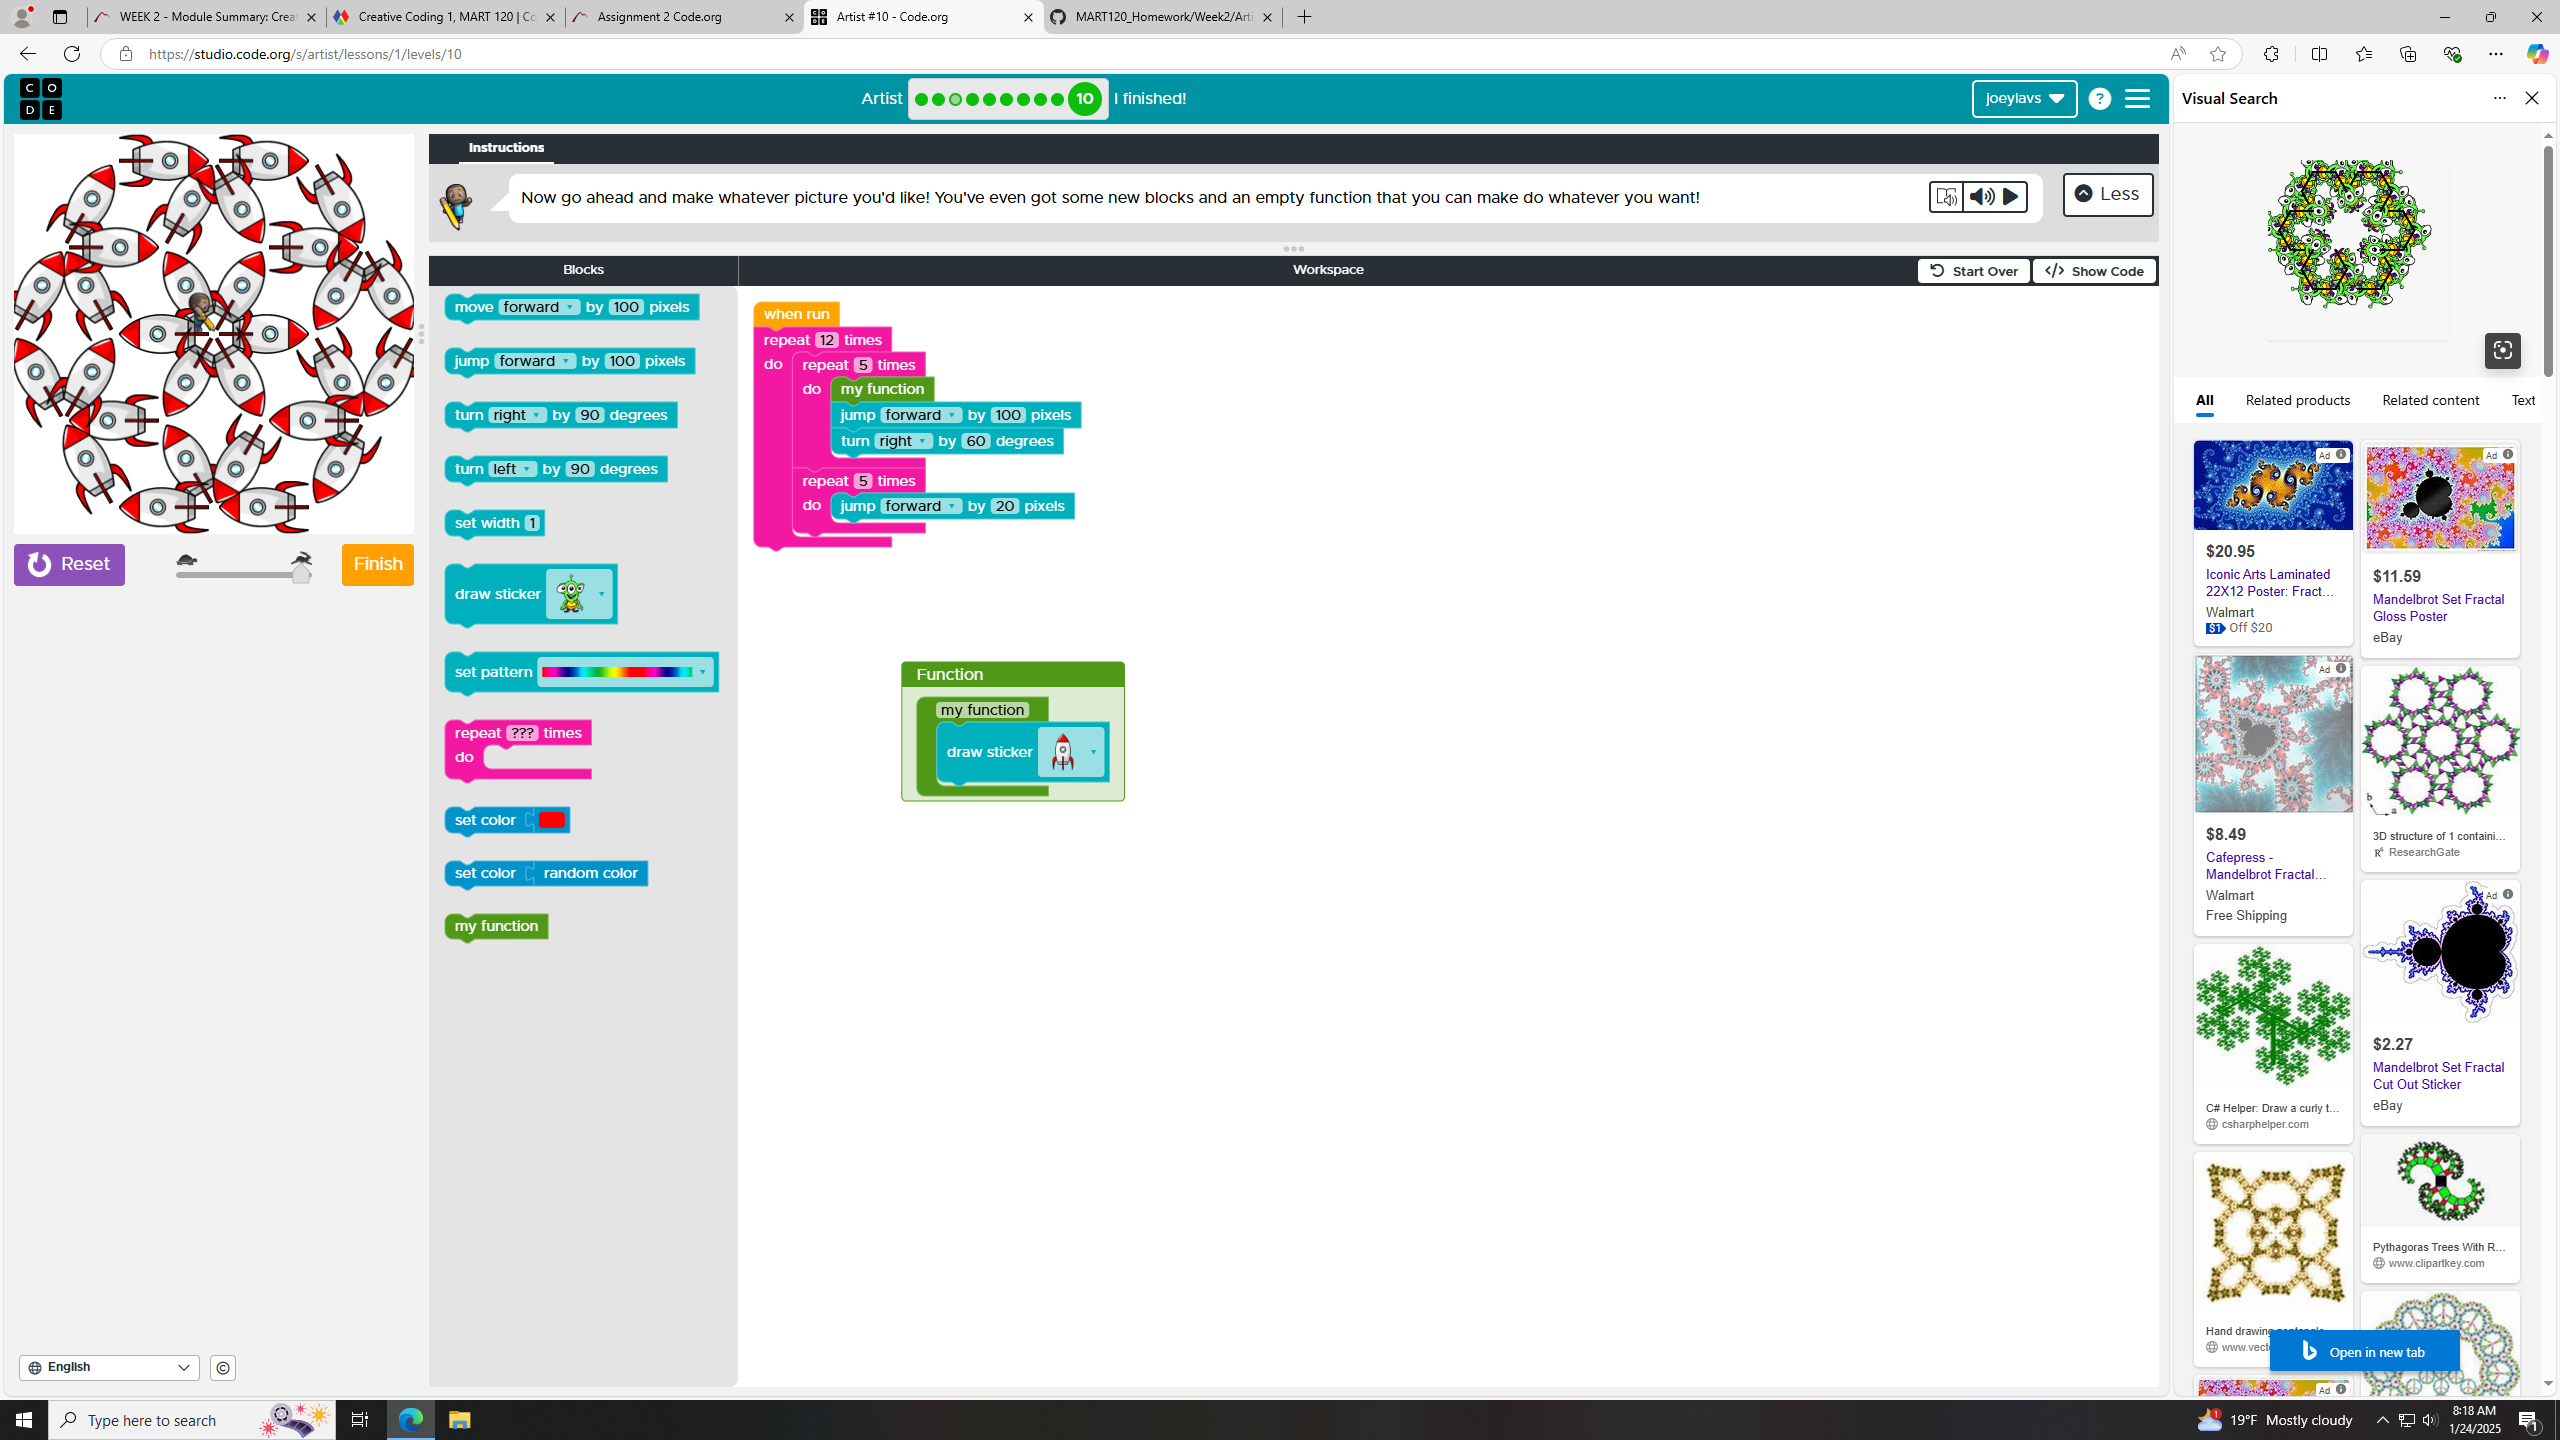 WEEK 2 - Module Summary: Creat
Creative Coding 1, MART 120 | Co
Assignment 2 Code.org
Artist #10 - Code.org
MART120_Homework/Week2/Arti
https://studio.code.org/s/artist/lessons/1/levels/10
C O
D E
Artist
10
I finished!
joeylavs
?
Visual Search
Instructions
Now go ahead and make whatever picture you'd like! You've even got some new blocks and an empty function that you can make do whatever you want!
Less
Blocks
Workspace
Start Over
</> Show Code
move forward by 100 pixels
jump forward by 100 pixels
turn right by 90 degrees
turn left by 90 degrees
set width 1
draw sticker
set pattern
repeat ??? times
do
set color
set color random color
my function
when run
repeat 12 times
do
repeat 5 times
do
my function
jump forward by 100 pixels
turn right by 60 degrees
repeat 5 times
do
jump forward by 20 pixels
Function
my function
draw sticker
Reset
Finish
English
©
All
Related products
Related content
Text
Ad
$20.95
Iconic Arts Laminated
22X12 Poster: Fract...
Walmart
$1 Off $20
Ad
$11.59
Mandelbrot Set Fractal
Gloss Poster
eBay
Ad
$8.49
Cafepress -
Mandelbrot Fractal...
Walmart
Free Shipping
b
a
3D structure of 1 containi...
ResearchGate
Ad
$2.27
Mandelbrot Set Fractal
Cut Out Sticker
eBay
C# Helper: Draw a curly t...
csharphelper.com
Pythagoras Trees With R...
www.clipartkey.com
Hand drawing
www.vect
Open in new tab
Ad
Type here to search
19°F Mostly cloudy
8:18 AM
1/24/2025
1